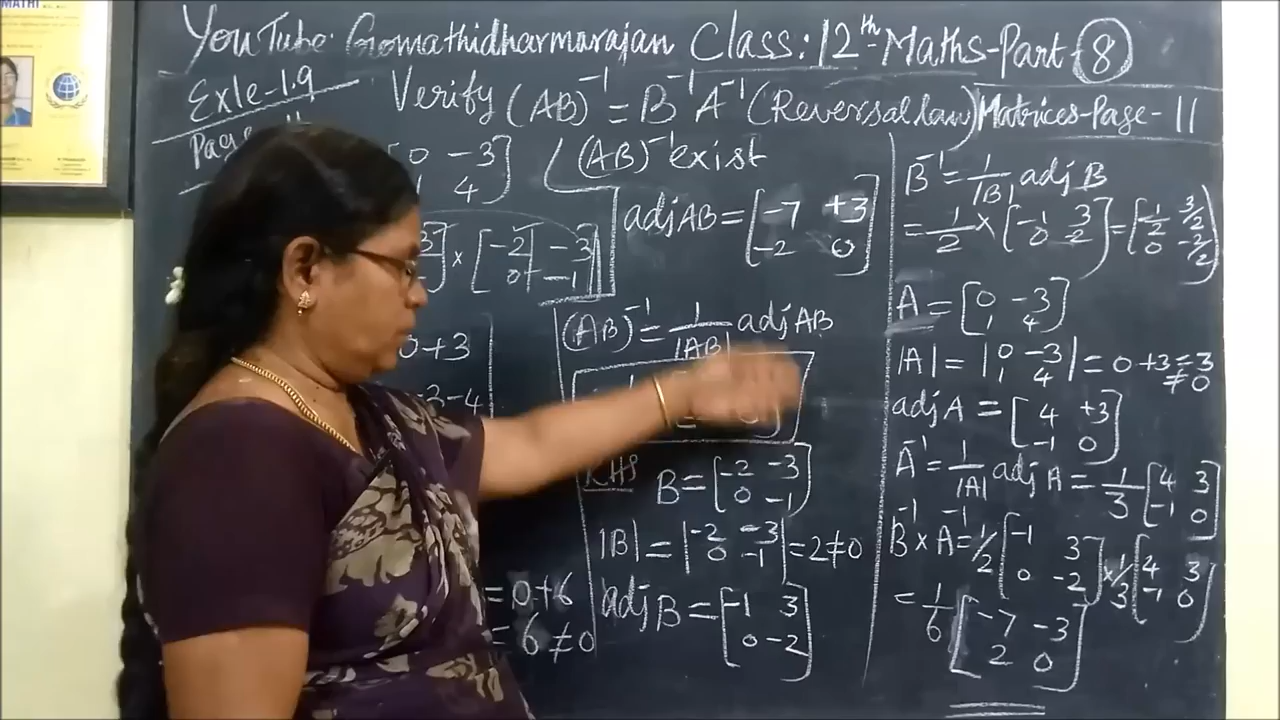 YouTube: Gomathidharmarajan Class: 12th Maths-Part-8
Exle-1.9
Verify (AB)⁻¹ = B⁻¹A⁻¹ (Reversal law) Matrices-Page-11
(AB)⁻¹ exist
0 -3
4
adj AB = [-7 +3
-2 0]
[-2 -3
0 -1]
(AB)⁻¹ = 1/|AB| adj AB
0+3
-3-4
= 0+6
= 6 ≠ 0
RHS B = [-2 -3
0 -1]
|B| = |-2 -3
0 -1| = 2 ≠ 0
adj B = [-1 3
0 -2]
B⁻¹ = 1/|B| adj B
= 1/2 × [-1 3
0 -2] = [-1/2 3/2
0 -2/2]
A = [0 -3
1 4]
|A| = |0 -3
1 4| = 0+3 = 3
≠ 0
adj A = [4 +3
-1 0]
A⁻¹ = 1/|A| adj A = 1/3 [4 3
-1 0]
B⁻¹ × A⁻¹ = 1/2 [-1 3
0 -2] × 1/3 [4 3
-1 0]
= 1/6 [-7 -3
2 0]